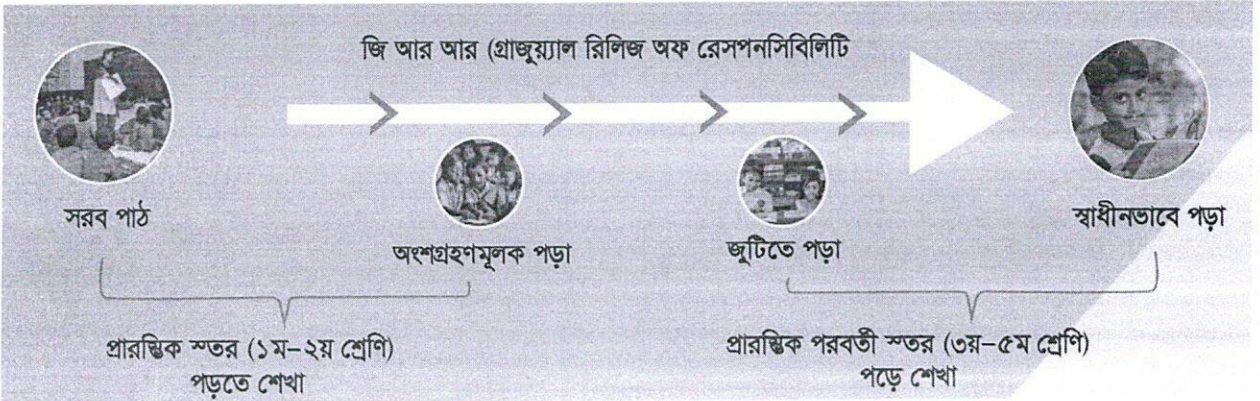 জি আর আর (গ্রাজুয়্যাল রিলিজ অফ রেসপনসিবিলিটি
সরব পাঠ
অংশগ্রহণমূলক পড়া
জুটিতে পড়া
স্বাধীনভাবে পড়া
প্রারম্ভিক স্তর (১ম–২য় শ্রেণি)
পড়তে শেখা
প্রারম্ভিক পরবর্তী স্তর (৩য়–৫ম শ্রেণি)
পড়ে শেখা